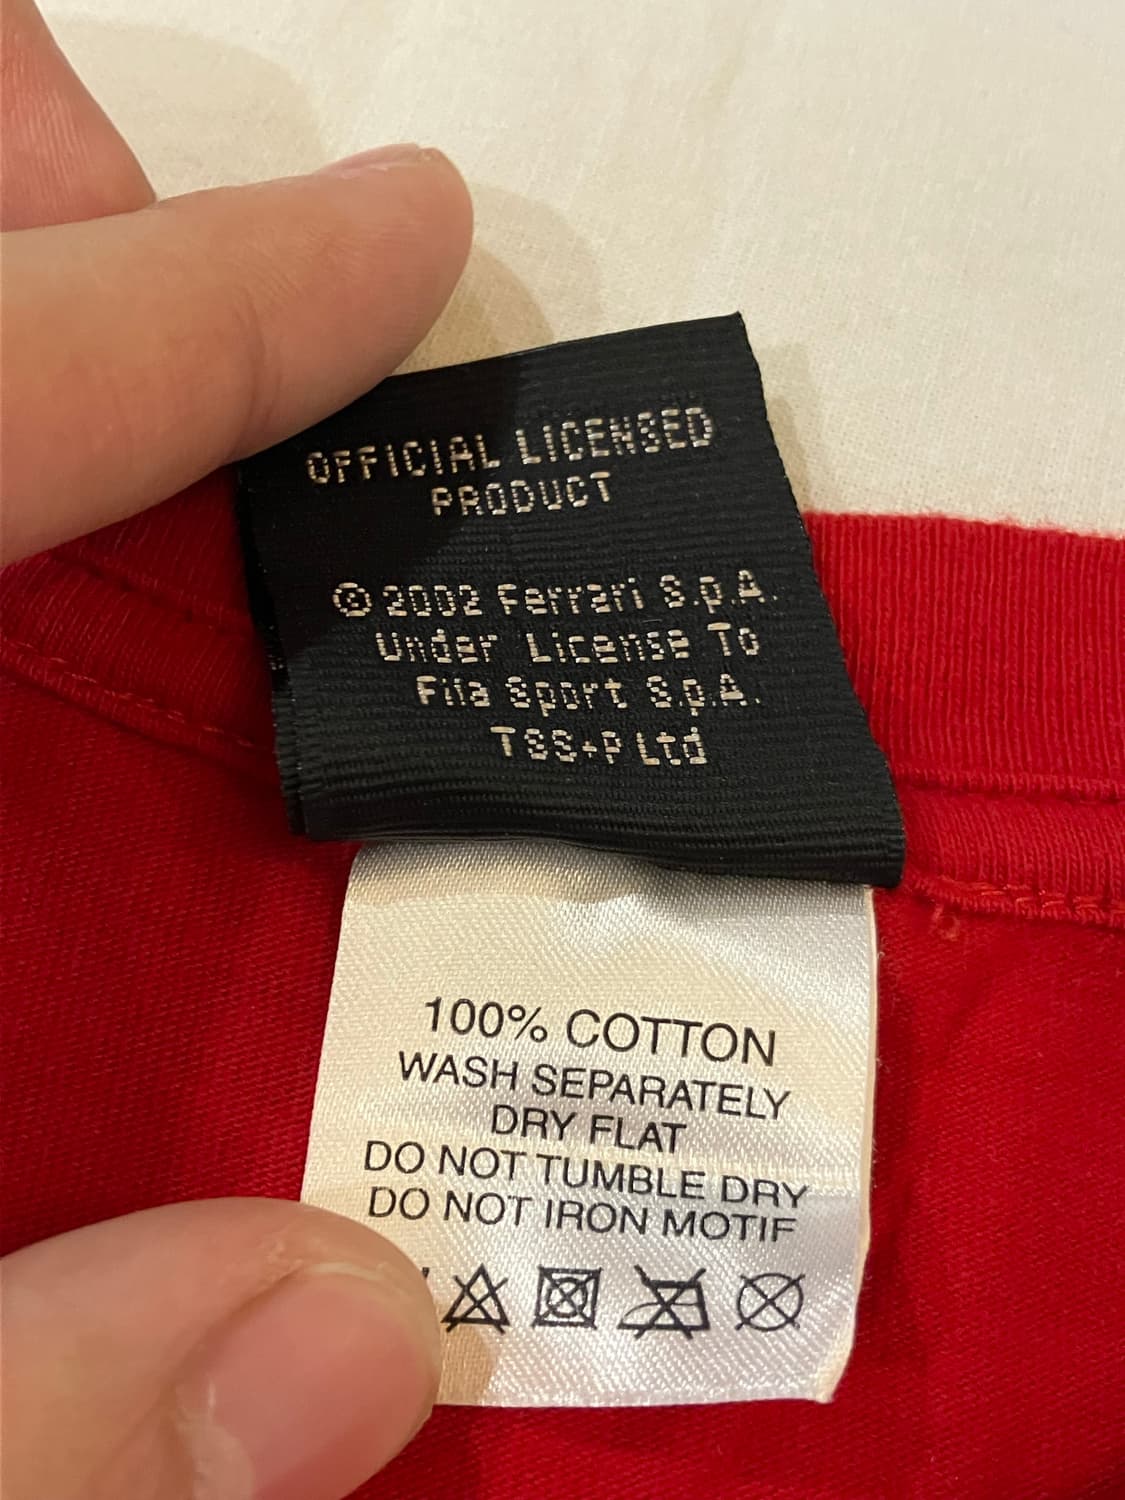 OFFICIAL LICENSED
PRODUCT
© 2002 Ferrari S.p.A.
Under License To
Fila Sport S.p.A.
TSS+P Ltd
100% COTTON
WASH SEPARATELY
DRY FLAT
DO NOT TUMBLE DRY
DO NOT IRON MOTIF